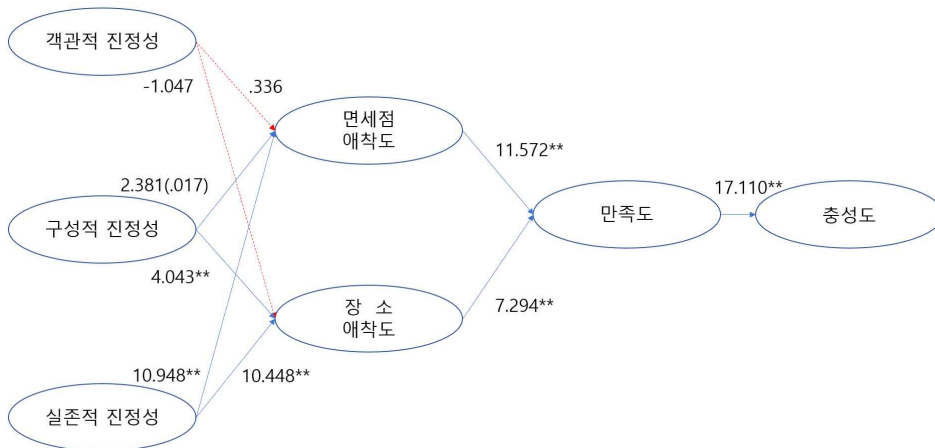 객관적 진정성
-1.047
.336
면세점
애착도
11.572**
2.381(.017)
17.110**
구성적 진정성
만족도
충성도
4.043**
장 소
애착도
7.294**
10.948**
10.448**
실존적 진정성